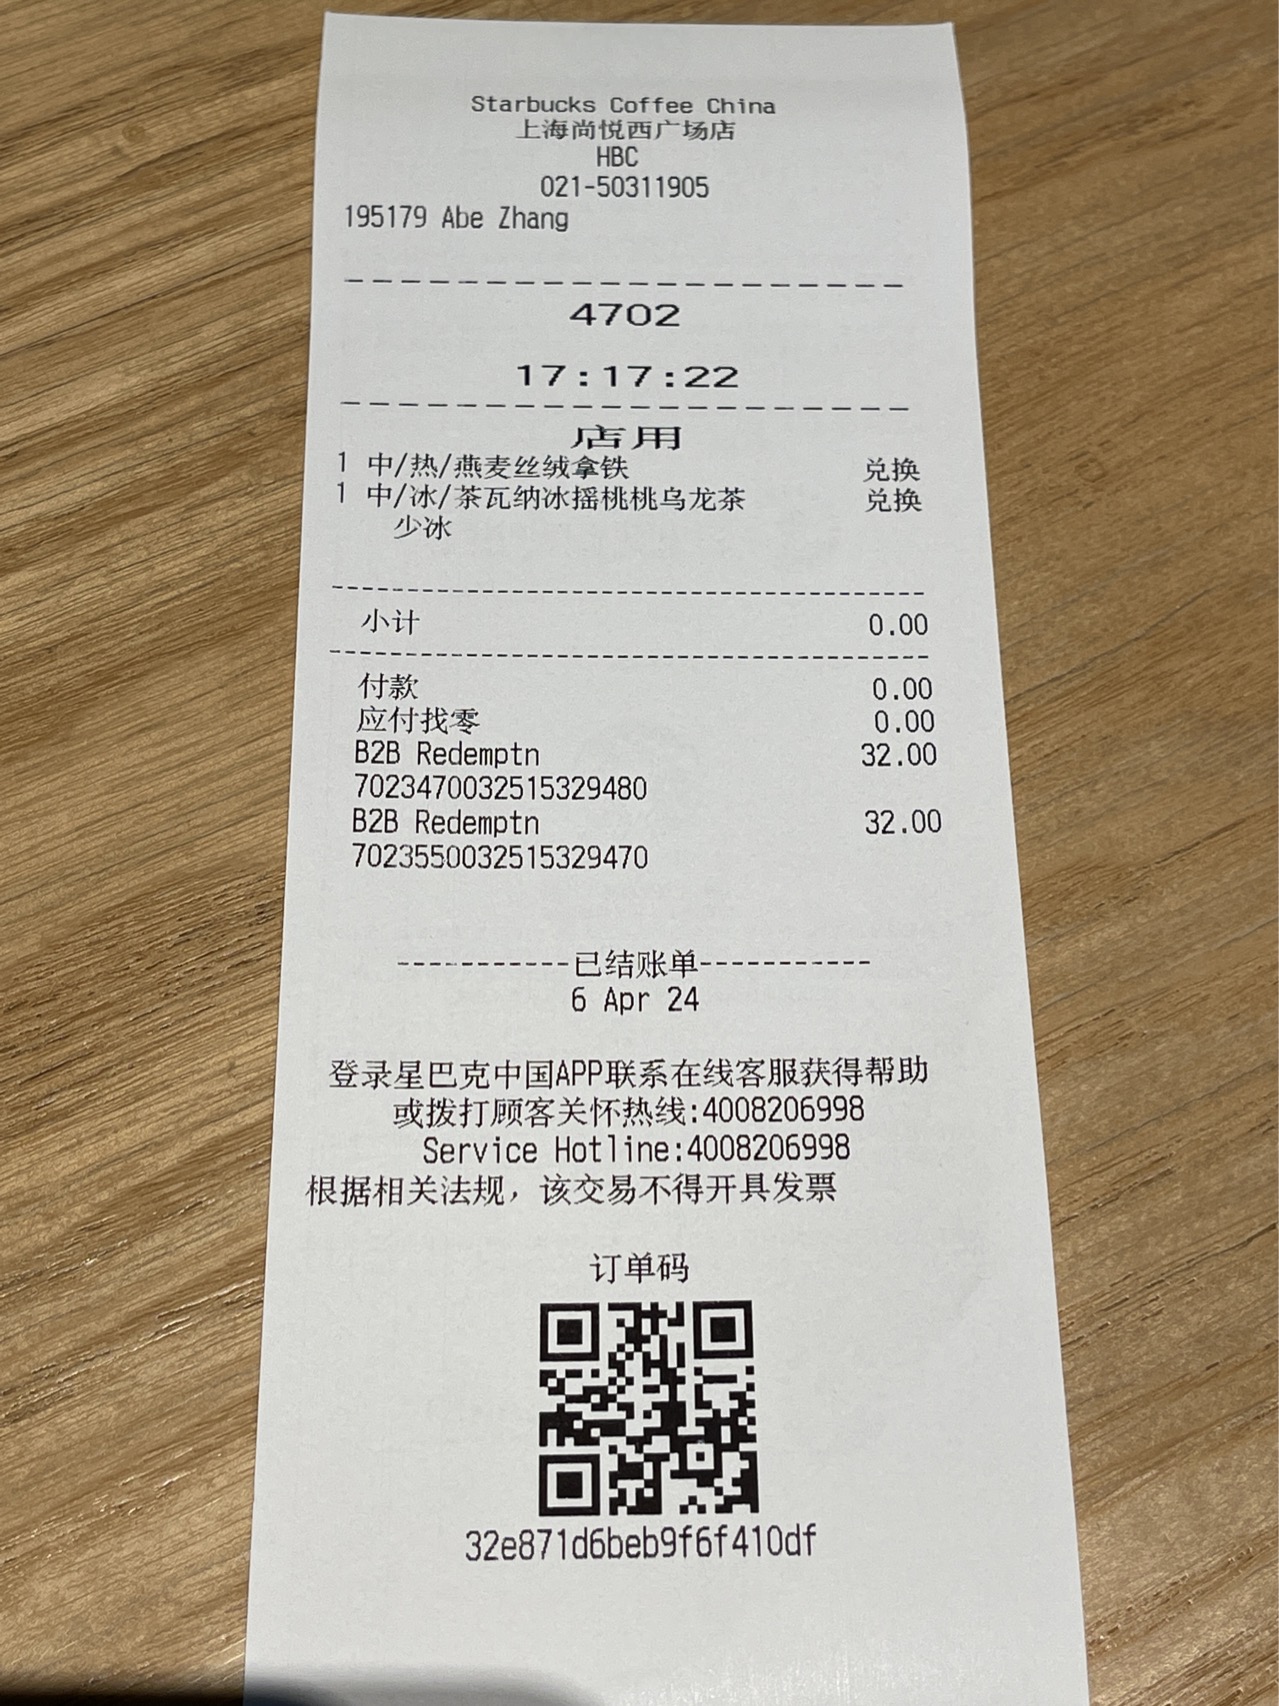 Starbucks Coffee China
上海尚悦西广场店
HBC
021-50311905
195179 Abe Zhang
4702
17:17:22
店用
1 中/热/燕麦丝绒拿铁 兑换
1 中/冰/茶瓦纳冰摇桃桃乌龙茶 兑换
少冰
小计 0.00
付款 0.00
应付找零 0.00
B2B Redemptn 32.00
7023470032515329480
B2B Redemptn 32.00
7023550032515329470
-----------已结账单-----------
6 Apr 24
登录星巴克中国APP联系在线客服获得帮助
或拨打顾客关怀热线:4008206998
Service Hotline:4008206998
根据相关法规，该交易不得开具发票
订单码
32e871d6beb9f6f410df